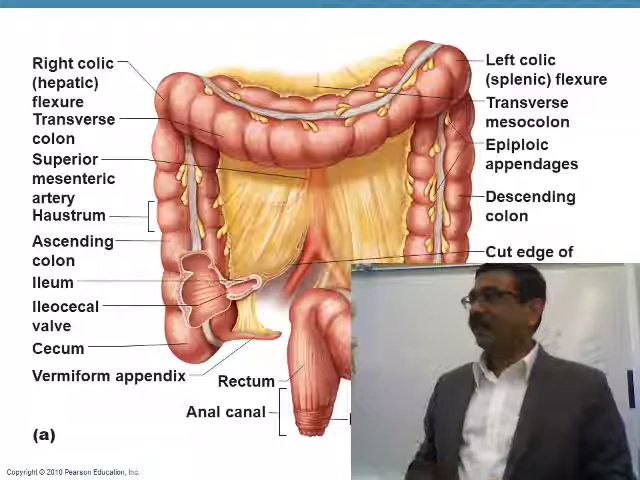 Right colic
(hepatic)
flexure
Transverse
colon
Superior
mesenteric
artery
Haustrum
Ascending
colon
Ileum
Ileocecal
valve
Cecum
Vermiform appendix
Rectum
Anal canal
Left colic
(splenic) flexure
Transverse
mesocolon
Epiploic
appendages
Descending
colon
Cut edge of
(a)
Copyright © 2010 Pearson Education, Inc.